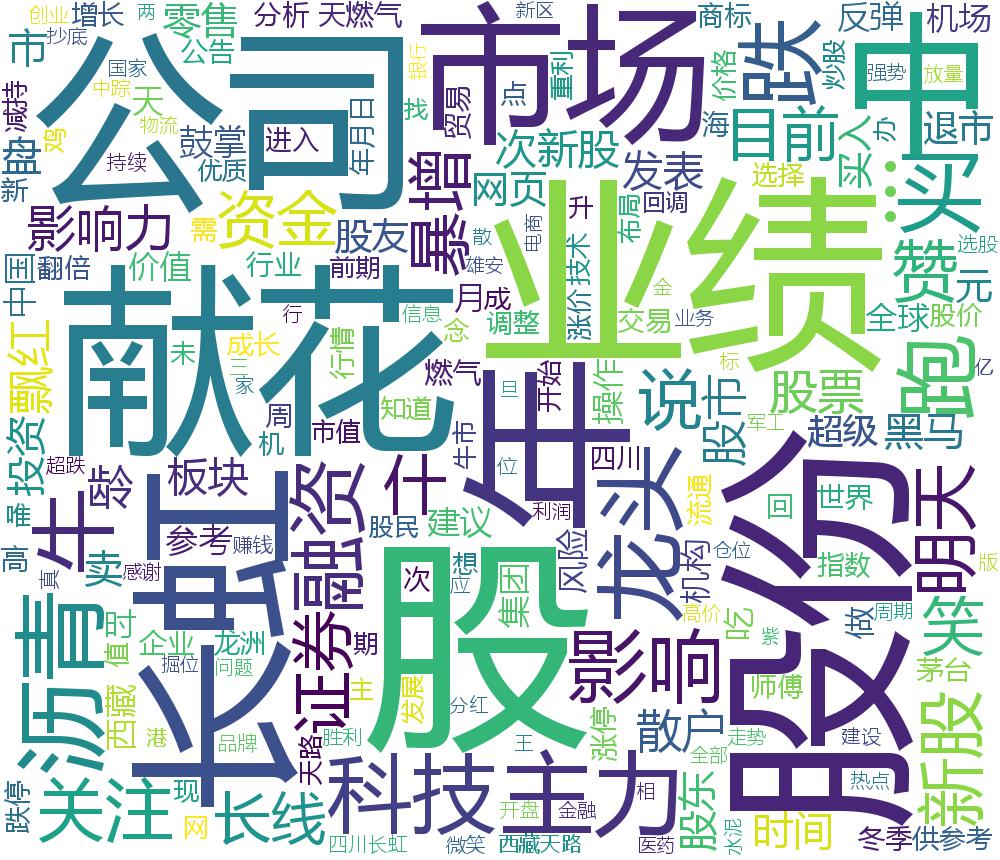 创业
增长
两
零售
分析
天燃气
新区
商标
反弹
机场
市
抄底
公告
公司
市场
银行
重利
价格
跌
炒股
中
强势
放量
减持
国家
中踪
天
年月日
找
贸易
点
盘
鸡
物流
鼓掌
进入
海
目前
办
退市
新
持续
优质
暴增
次新股
发表
选择
买入
买
影响力
需
资金
股友
网页
升
回调
布局
赞
元
选股
中国
翻倍
价值
行业
前期
散
电商
雄安
技术
涨价
业绩
全球
股价
飘红
献花
行
月
成
信息
念
调整
交易
金
业务
未
成长
三
家
行情
燃气
开始
操作
标
跑
亿
投资
周
机
知道
市值
牛市
旦
年
说
股市
股票
军工
超级
黑马
超跌
板块
融资
位
四川
龙头
牛
龄
长虹
股民
建议
利润
流通
股份
回
世界
明天
番
高
真
卖
感谢
参考
赚钱
次
想
应
集团
风险
机构
仓位
指数
版
沥青
值
时
企业
龙洲
掘位
问题
证券
期
股
影响
高价
吃
紫
做
周期
笑
西藏
港
品牌
主
发展
分红
师傅
茅台
天路
胜利
王
涨停
散户
走势
建设
新股
跌停
关注
现
网
长线
科技
主力
开盘
金融
相
全部
股东
时间
热点
四川长虹
微笑
西藏天路
医药
水泥
冬季
供参考